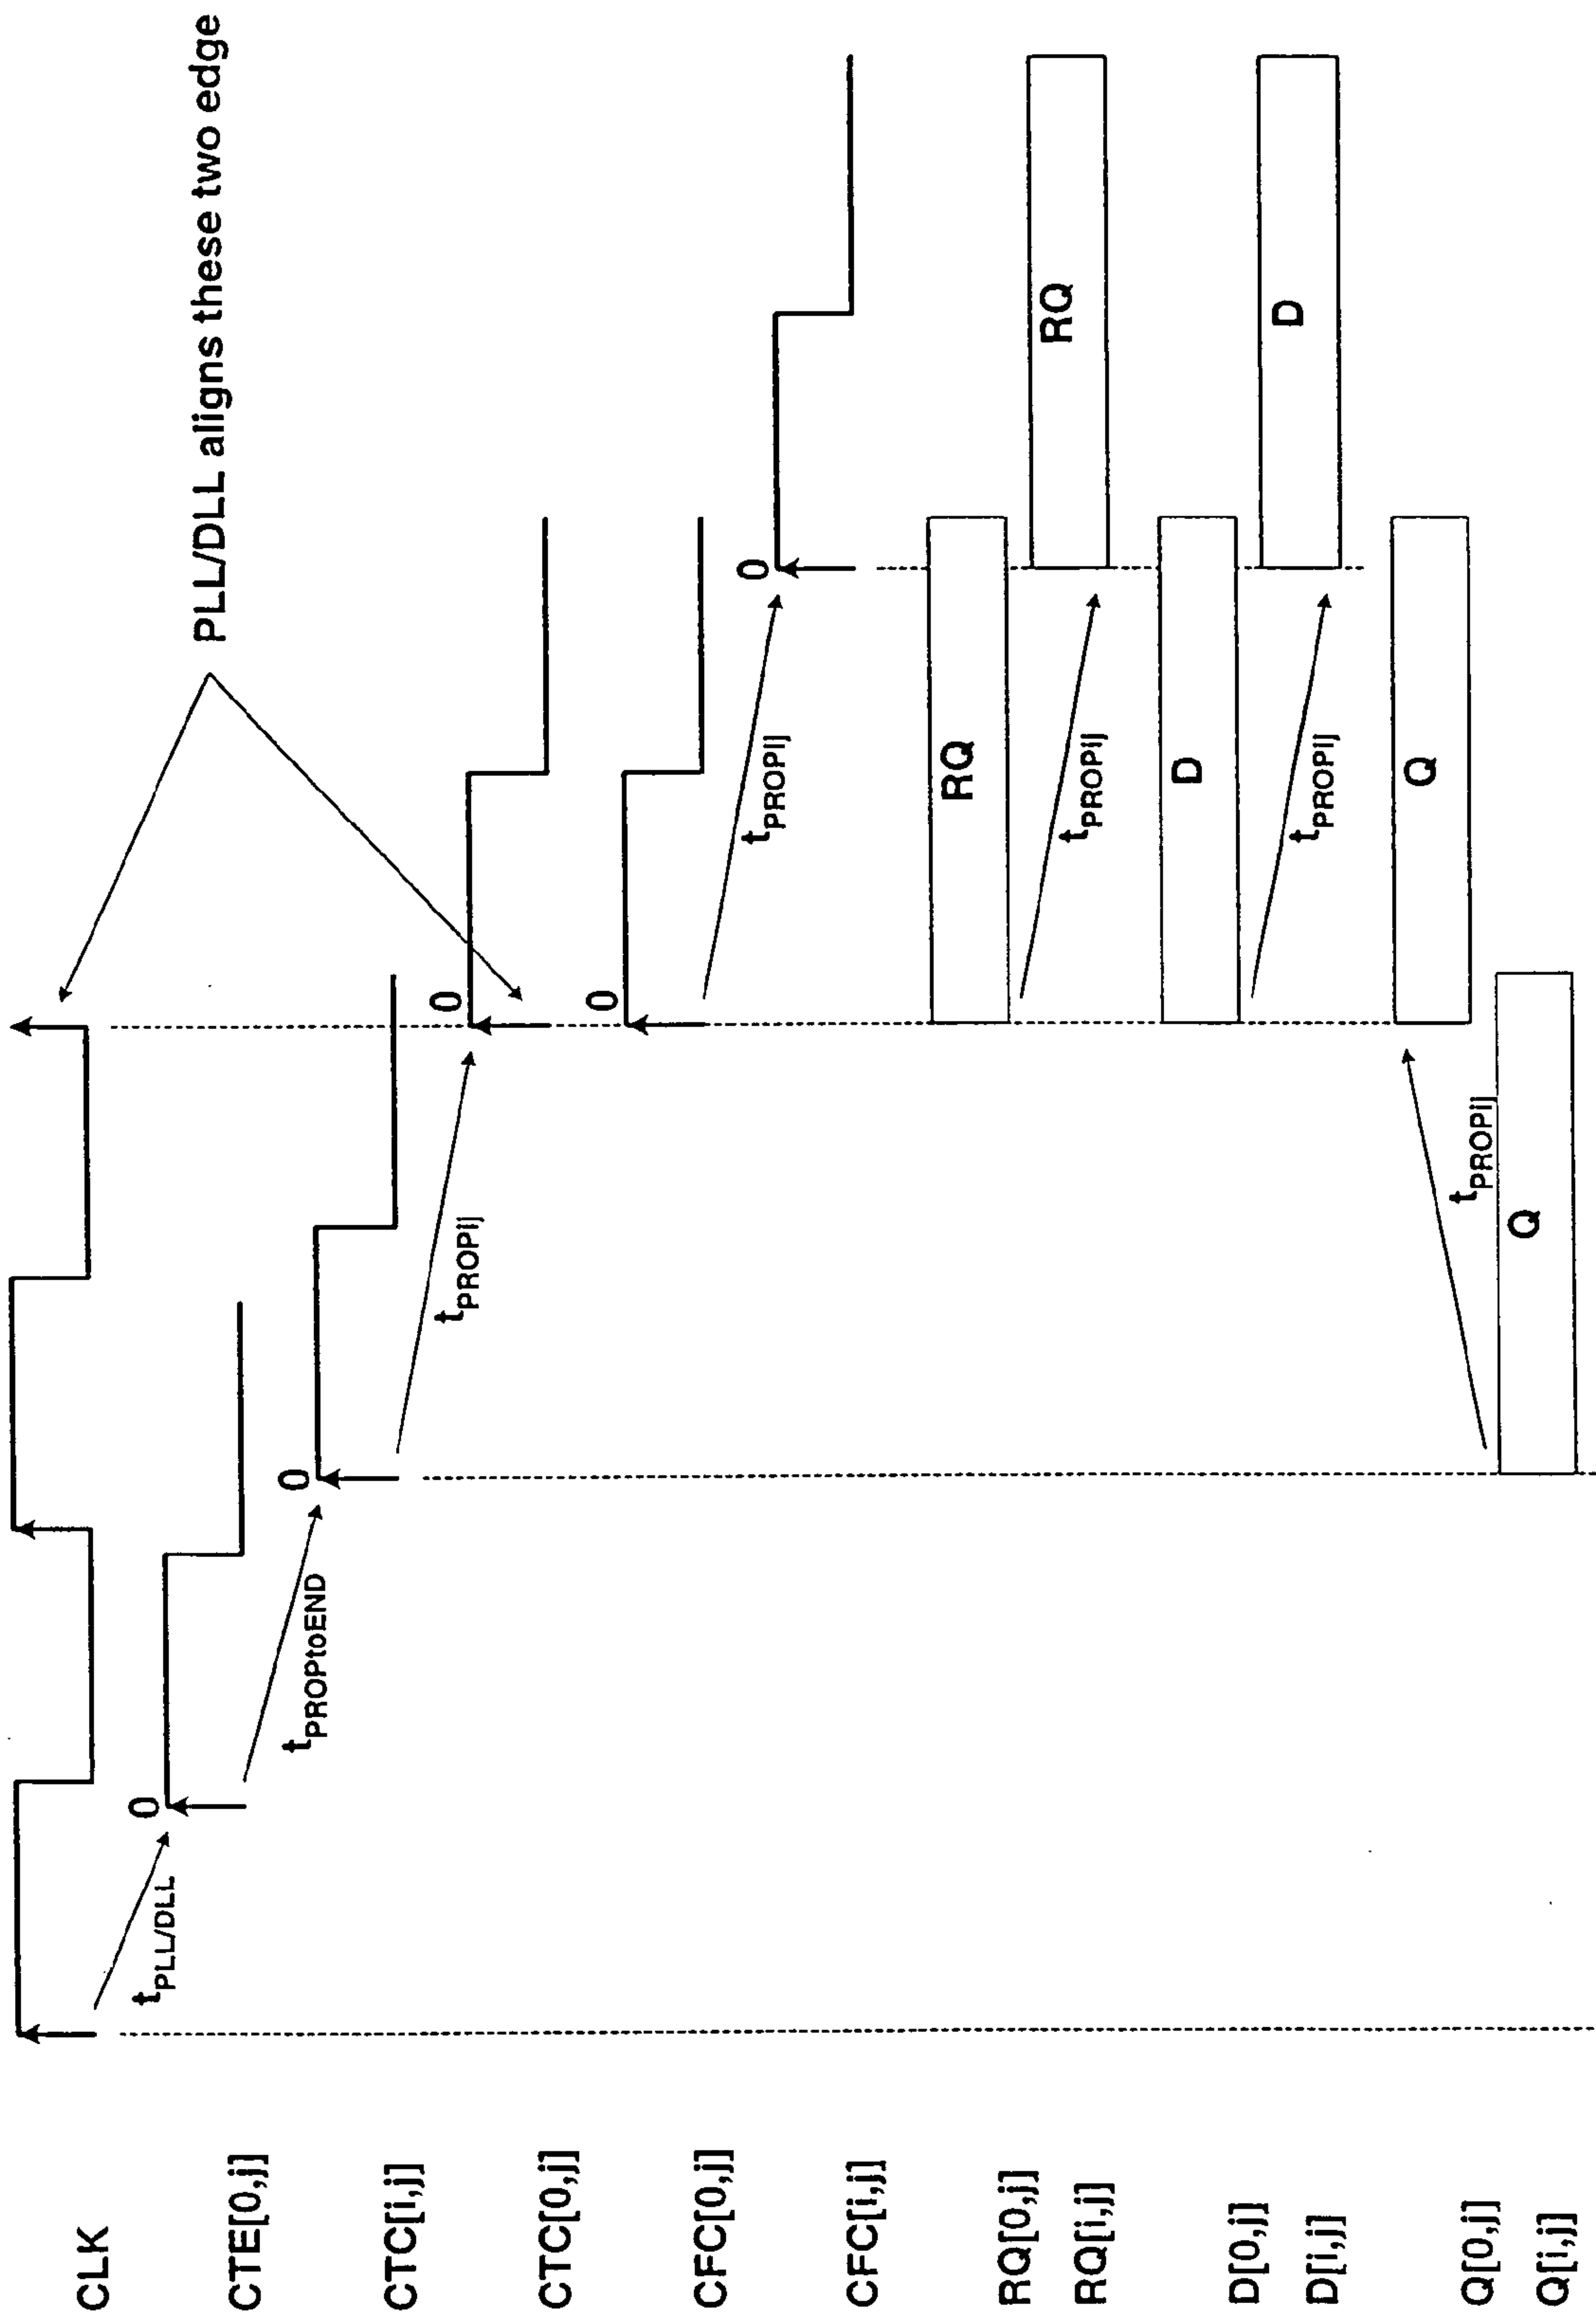 PLL/DLL aligns these two edge
CLK
tPLL/DLL
0
CTE[0,j]
tPROPtoEND
0
CTC[i,j]
tPROPij
0
CTC[0,j]
0
CFC[0,j]
tPROPij
0
CFC[i,j]
RQ
RQ[0,j]
tPROPij
RQ
RQ[i,j]
D
D[0,j]
tPROPij
D
D[i,j]
Q
Q[0,j]
tPROPij
Q
Q[i,j]